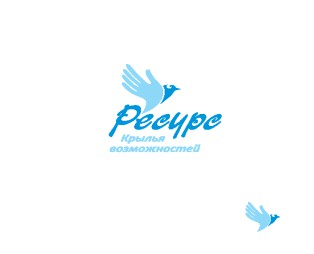 Ресурс
Крылья
возможностей